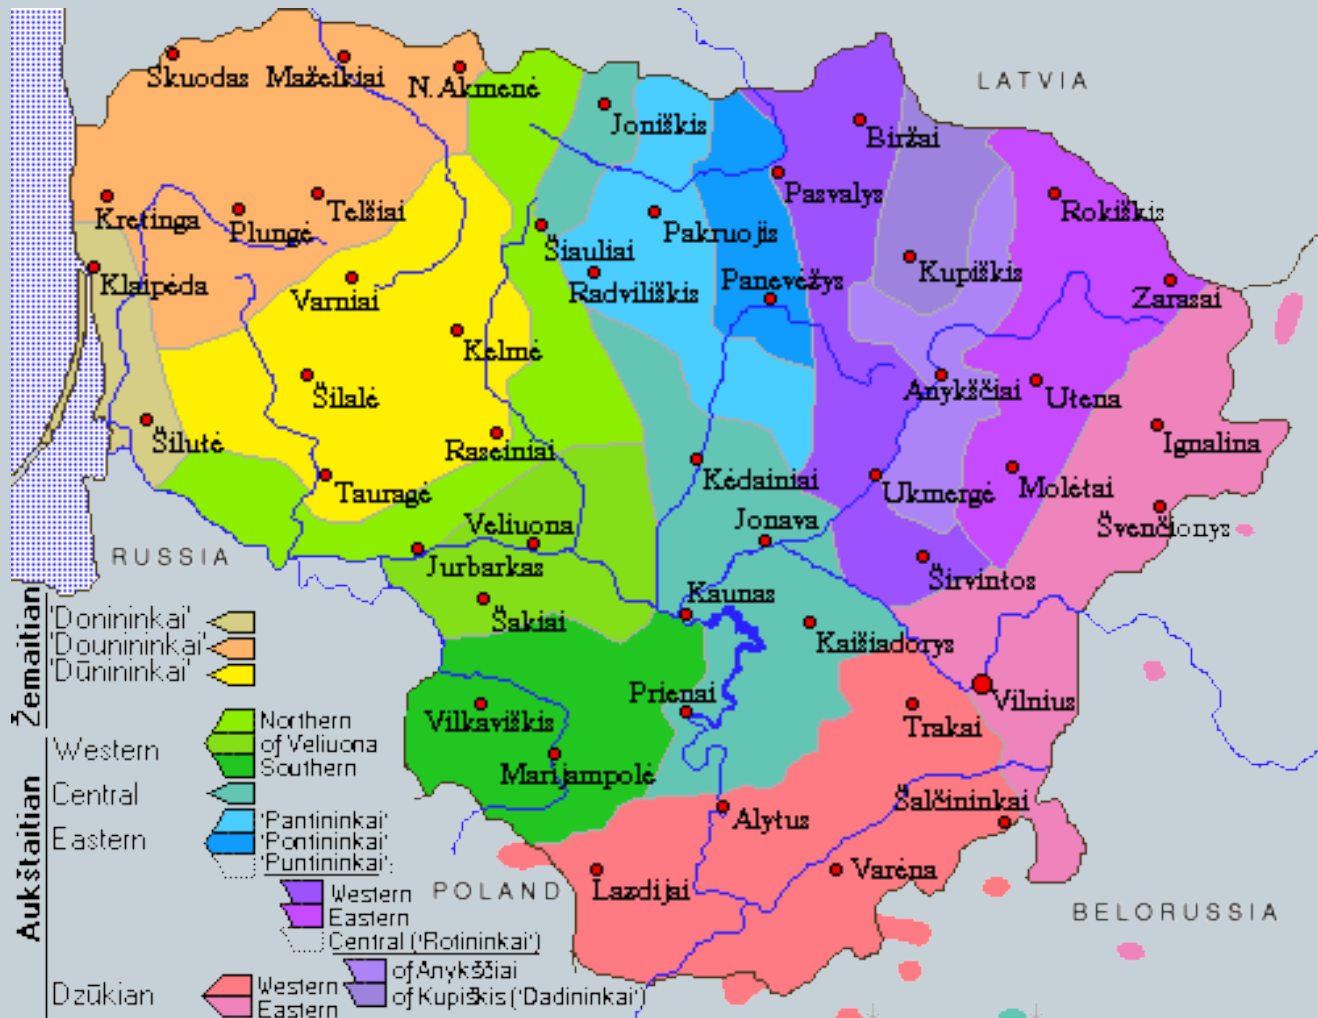 LATVIA
Skuodas
Mažeikiai
N. Akmenė
Joniškis
Biržai
Pasvalys
Rokiškis
Kretinga
Plungė
Telšiai
Šiauliai
Pakruojis
Kupiškis
Klaipėda
Varniai
Radviliškis
Panevėžys
Zarasai
Kelmė
Šilalė
Anykščiai
Utena
Šilutė
Raseiniai
Ignalina
Tauragė
Kėdainiai
Ukmergė
Molėtai
Švenčionys
Veliuona
Jonava
RUSSIA
Jurbarkas
Širvintos
Šakiai
Kaunas
Kaišiadorys
Vilnius
Prienai
Trakai
Vilkaviškis
Marijampolė
Alytus
Šalčininkai
Lazdijai
Varėna
POLAND
BELORUSSIA
Žemaitian
'Donininkai'
'Dounininkai'
'Dūnininkai'
Aukštaitian
Western
Northern
of Veliuona
Southern
Central
Eastern
'Pantininkai'
'Pontininkai'
'Puntininkai':
Western
Eastern
Central ('Rotininkai')
of Anykščiai
of Kupiškis ('Dadininkai')
Dzūkian
Western
Eastern